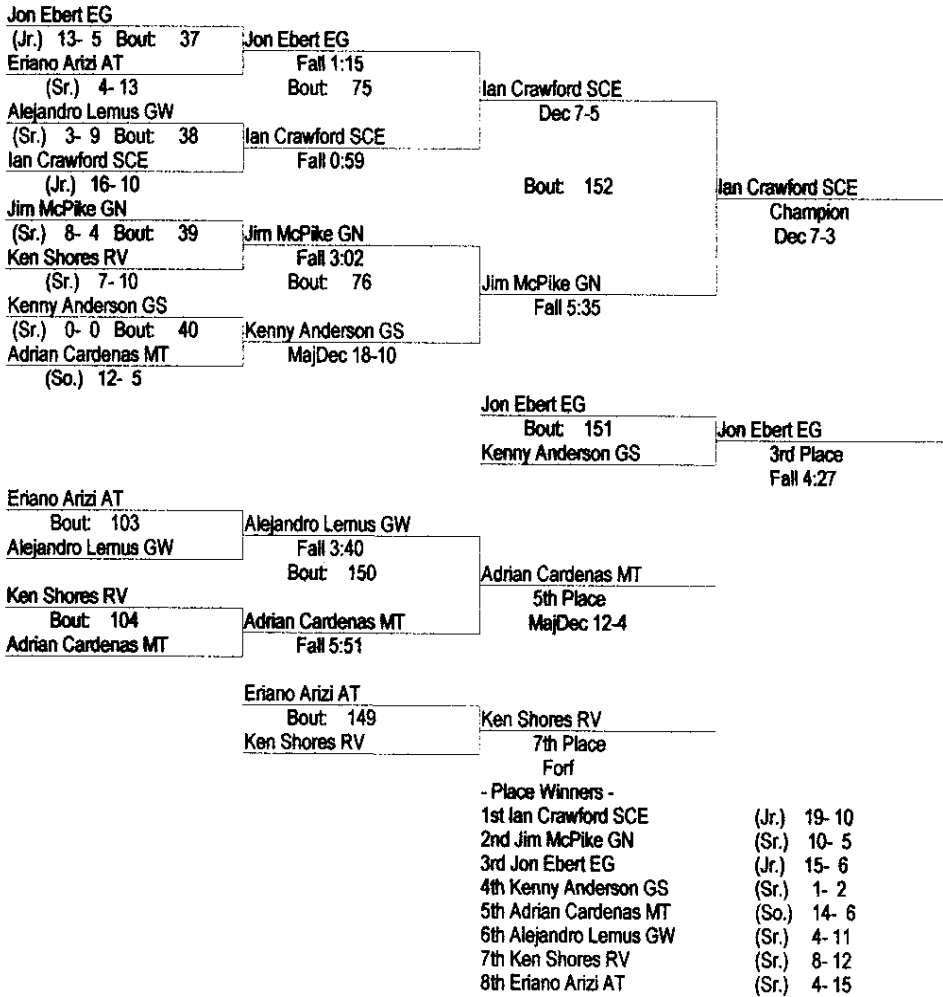 Jon Ebert EG
(Jr.) 13- 5 Bout: 37
Eriano Arizi AT
(Sr.) 4- 13
Alejandro Lemus GW
(Sr.) 3- 9 Bout: 38
Ian Crawford SCE
(Jr.) 16- 10
Jim McPike GN
(Sr.) 8- 4 Bout: 39
Ken Shores RV
(Sr.) 7- 10
Kenny Anderson GS
(Sr.) 0- 0 Bout: 40
Adrian Cardenas MT
(So.) 12- 5
Jon Ebert EG
Fall 1:15
Bout: 75
Ian Crawford SCE
Fall 0:59
Jim McPike GN
Fall 3:02
Bout: 76
Kenny Anderson GS
MajDec 18-10
Ian Crawford SCE
Dec 7-5
Bout: 152
Jim McPike GN
Fall 5:35
Ian Crawford SCE
Champion
Dec 7-3
Jon Ebert EG
Bout: 151
Kenny Anderson GS
Jon Ebert EG
3rd Place
Fall 4:27
Eriano Arizi AT
Bout: 103
Alejandro Lemus GW
Ken Shores RV
Bout: 104
Adrian Cardenas MT
Alejandro Lemus GW
Fall 3:40
Bout: 150
Adrian Cardenas MT
Fall 5:51
Adrian Cardenas MT
5th Place
MajDec 12-4
Eriano Arizi AT
Bout: 149
Ken Shores RV
Ken Shores RV
7th Place
Forf
- Place Winners -
1st Ian Crawford SCE (Jr.) 19- 10
2nd Jim McPike GN (Sr.) 10- 5
3rd Jon Ebert EG (Jr.) 15- 6
4th Kenny Anderson GS (Sr.) 1- 2
5th Adrian Cardenas MT (So.) 14- 6
6th Alejandro Lemus GW (Sr.) 4- 11
7th Ken Shores RV (Sr.) 8- 12
8th Eriano Arizi AT (Sr.) 4- 15